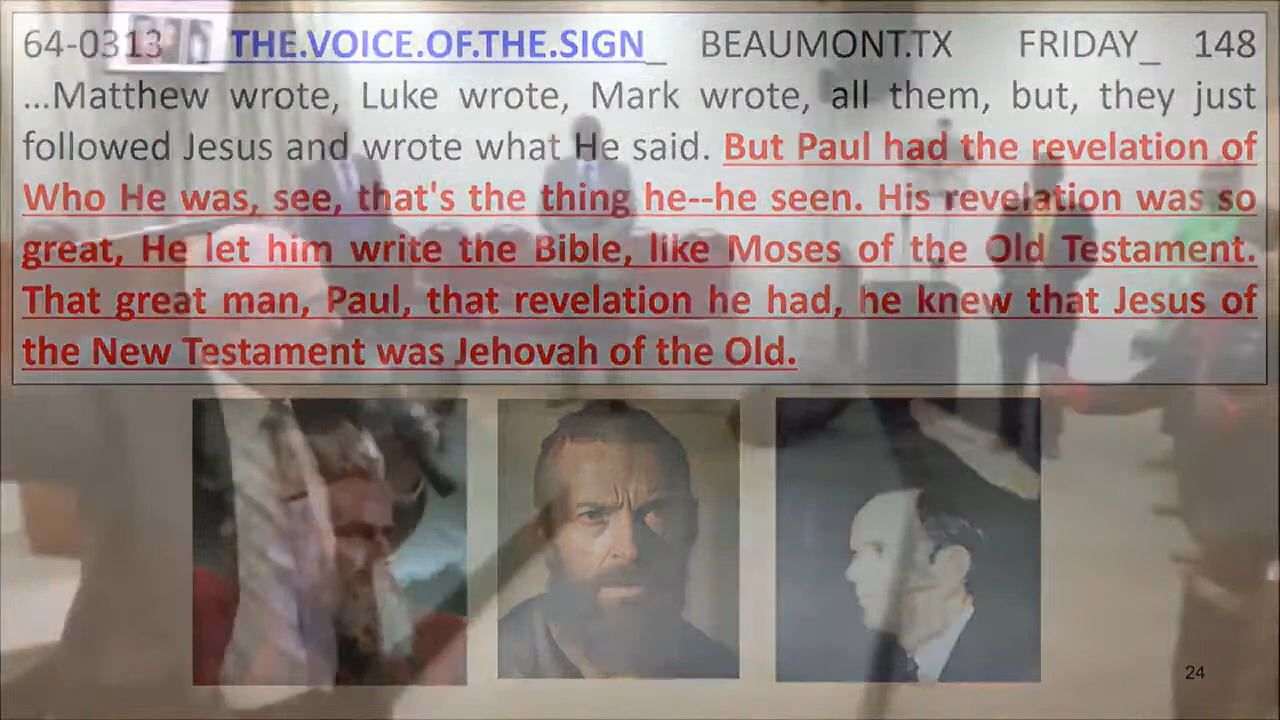 64-0313 THE.VOICE.OF.THE.SIGN_ BEAUMONT.TX FRIDAY_ 148
...Matthew wrote, Luke wrote, Mark wrote, all them, but, they just
followed Jesus and wrote what He said. But Paul had the revelation of
Who He was, see, that's the thing he--he seen. His revelation was so
great, He let him write the Bible, like Moses of the Old Testament.
That great man, Paul, that revelation he had, he knew that Jesus of
the New Testament was Jehovah of the Old.
24